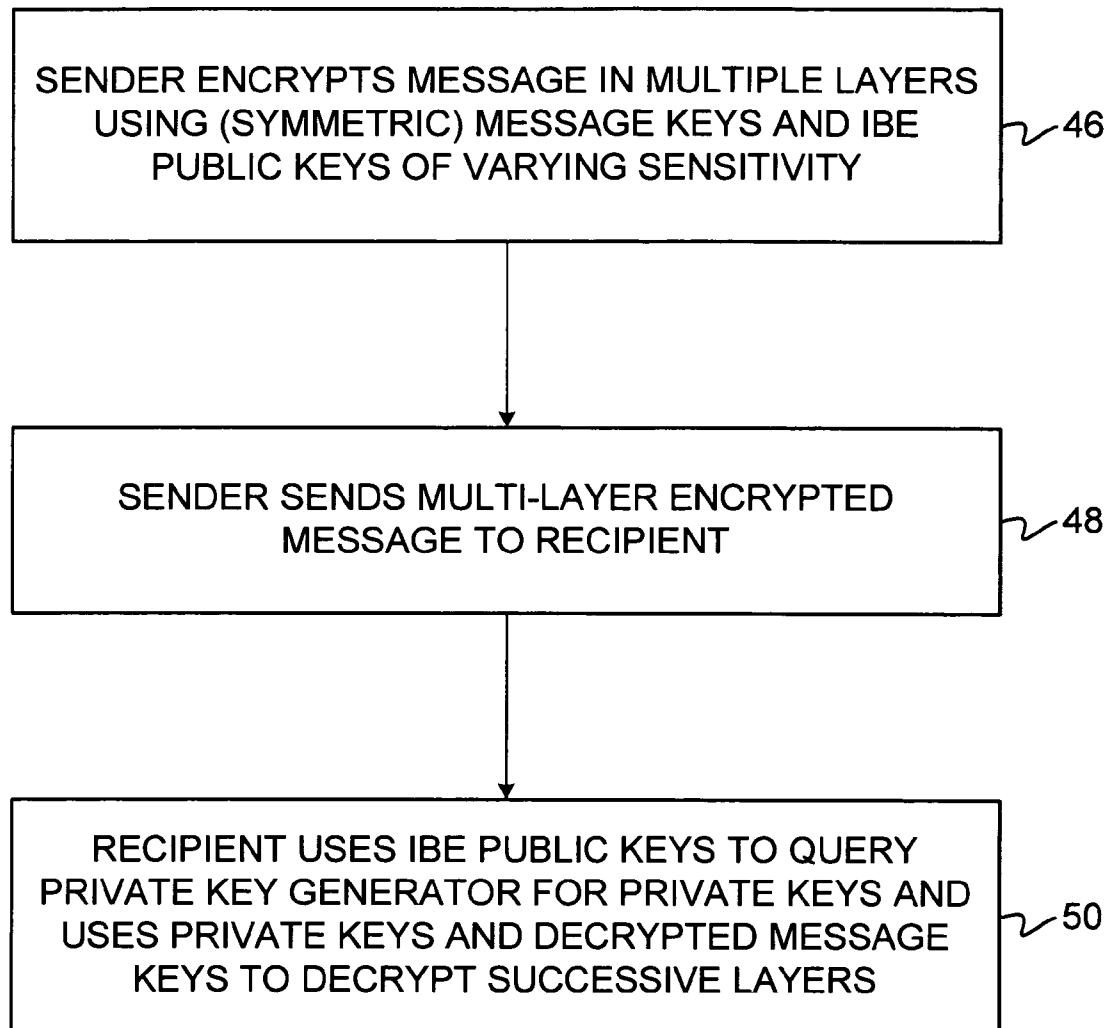 SENDER ENCRYPTS MESSAGE IN MULTIPLE LAYERS
USING (SYMMETRIC) MESSAGE KEYS AND IBE
PUBLIC KEYS OF VARYING SENSITIVITY
46
SENDER SENDS MULTI-LAYER ENCRYPTED
MESSAGE TO RECIPIENT
48
RECIPIENT USES IBE PUBLIC KEYS TO QUERY
PRIVATE KEY GENERATOR FOR PRIVATE KEYS AND
USES PRIVATE KEYS AND DECRYPTED MESSAGE
KEYS TO DECRYPT SUCCESSIVE LAYERS
50